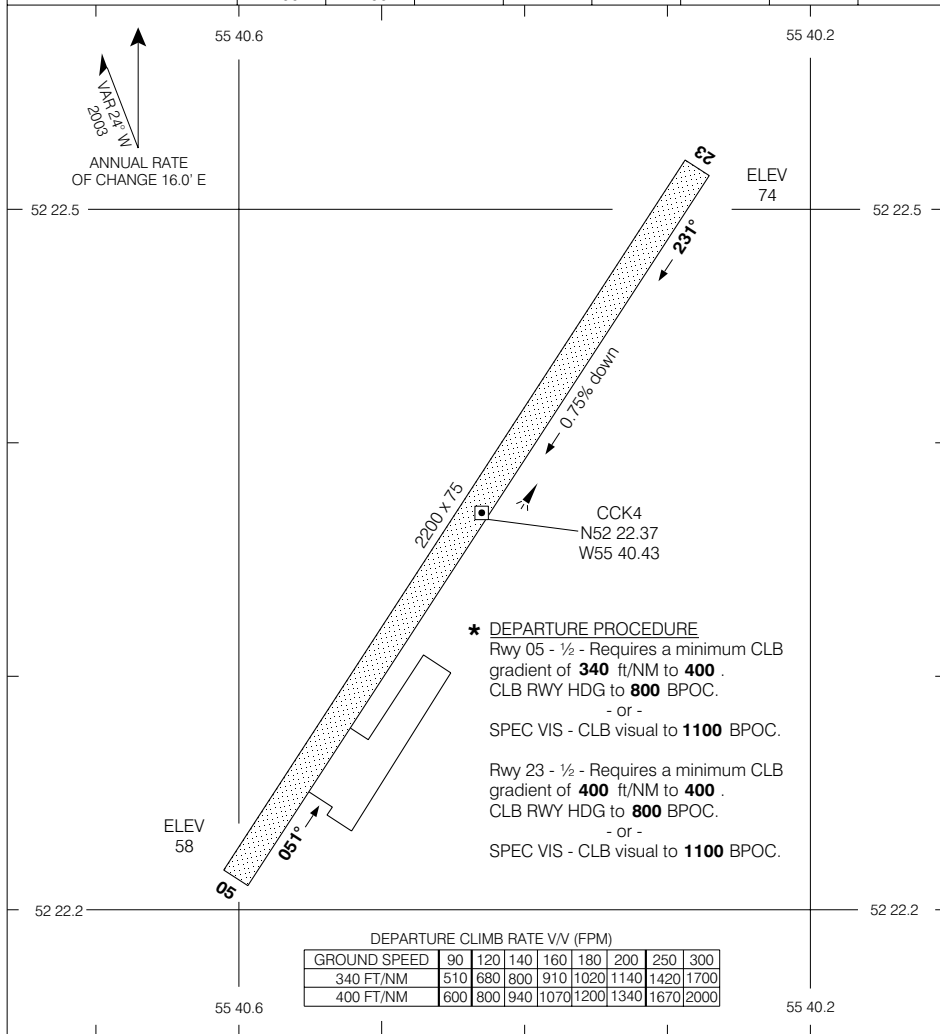 55 40.6
55 40.2
VAR 24° W
2003
ANNUAL RATE
OF CHANGE 16.0' E
23
ELEV
74
52 22.5
52 22.5
231°
0.75% down
2200 x 75
CCK4
N52 22.37
W55 40.43
* DEPARTURE PROCEDURE
Rwy 05 - ½ - Requires a minimum CLB
gradient of 340 ft/NM to 400 .
CLB RWY HDG to 800 BPOC.
- or -
SPEC VIS - CLB visual to 1100 BPOC.
Rwy 23 - ½ - Requires a minimum CLB
gradient of 400 ft/NM to 400 .
CLB RWY HDG to 800 BPOC.
- or -
SPEC VIS - CLB visual to 1100 BPOC.
ELEV
58
051°
05
52 22.2
52 22.2
DEPARTURE CLIMB RATE V/V (FPM)
GROUND SPEED 90 120 140 160 180 200 250 300
340 FT/NM 510 680 800 910 1020 1140 1420 1700
400 FT/NM 600 800 940 1070 1200 1340 1670 2000
55 40.6
55 40.2